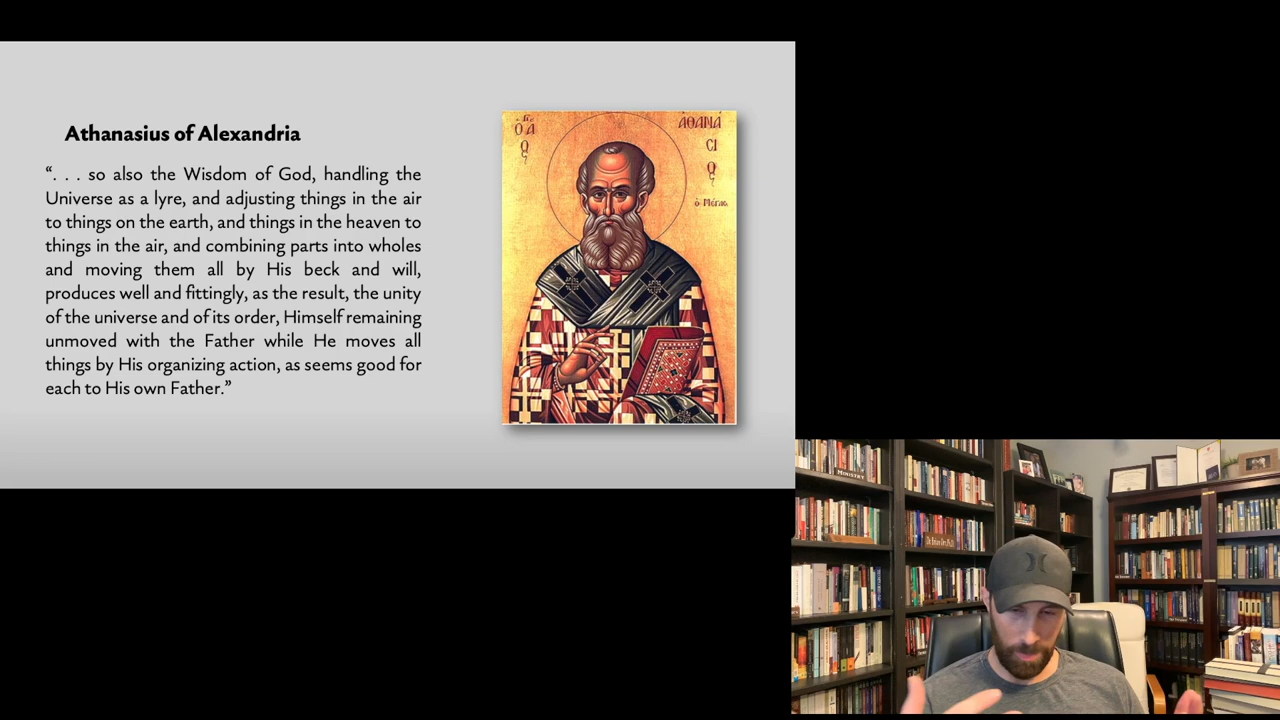 Athanasius of Alexandria
“. . . so also the Wisdom of God, handling the
Universe as a lyre, and adjusting things in the air
to things on the earth, and things in the heaven to
things in the air, and combining parts into wholes
and moving them all by His beck and will,
produces well and fittingly, as the result, the unity
of the universe and of its order, Himself remaining
unmoved with the Father while He moves all
things by His organizing action, as seems good for
each to His own Father.”
ΑΘΑΝΑ
CΙ
Ο
ὁ Μέγας
MINISTRY